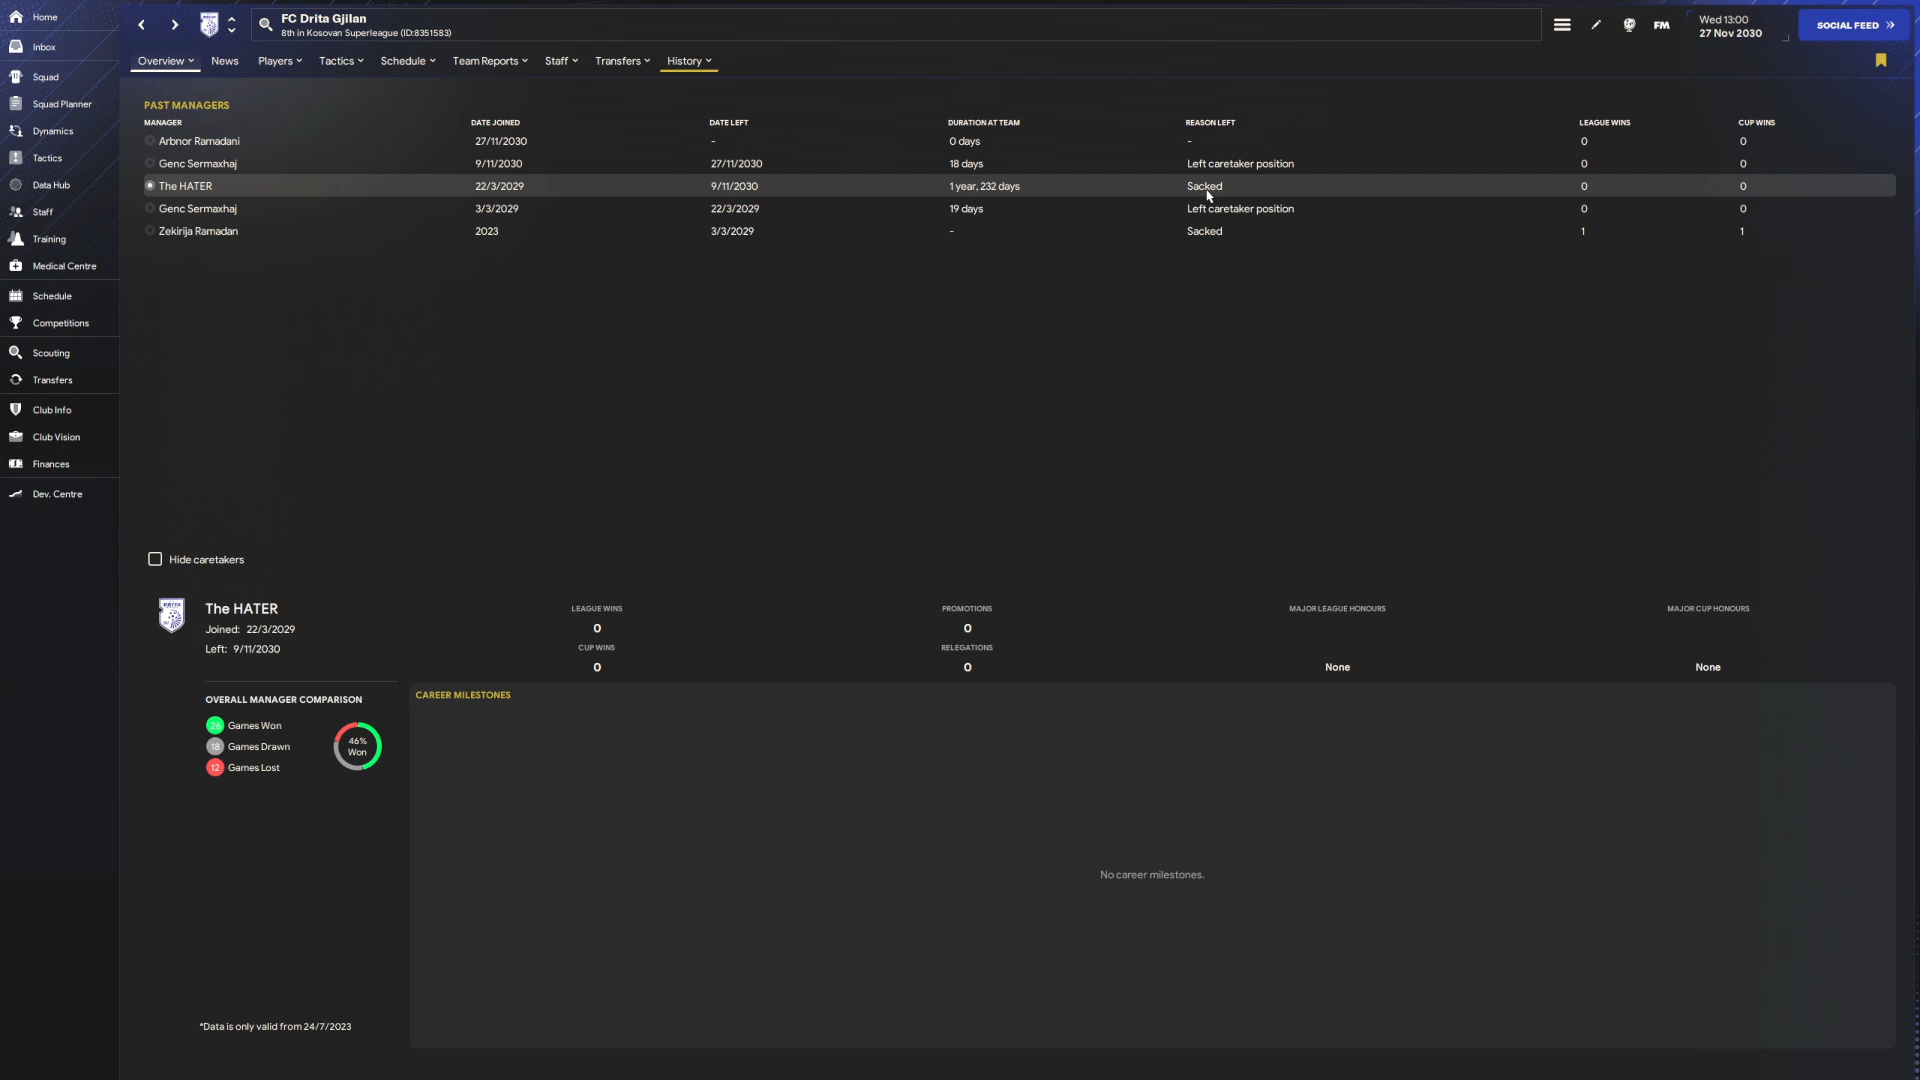 Home
Inbox
Squad
Squad Planner
Dynamics
Tactics
Data Hub
Staff
Training
Medical Centre
Schedule
Competitions
Scouting
Transfers
Club Info
Club Vision
Finances
Dev. Centre
FC Drita Gjilan
8th in Kosovan Superleague (ID:8351583)
FM
Wed 13:00
27 Nov 2030
SOCIAL FEED
Overview News Players Tactics Schedule Team Reports Staff Transfers History
PAST MANAGERS
MANAGER DATE JOINED DATE LEFT DURATION AT TEAM REASON LEFT LEAGUE WINS CUP WINS
Arbnor Ramadani 27/11/2030 - 0 days - 0 0
Genc Sermaxhaj 9/11/2030 27/11/2030 18 days Left caretaker position 0 0
The HATER 22/3/2029 9/11/2030 1 year, 232 days Sacked 0 0
Genc Sermaxhaj 3/3/2029 22/3/2029 19 days Left caretaker position 0 0
Zekirija Ramadan 2023 3/3/2029 - Sacked 1 1
Hide caretakers
DRITA
The HATER
Joined: 22/3/2029
Left: 9/11/2030
LEAGUE WINS PROMOTIONS MAJOR LEAGUE HONOURS MAJOR CUP HONOURS
0 0
CUP WINS RELEGATIONS
0 0 None None
OVERALL MANAGER COMPARISON
26 Games Won
18 Games Drawn
12 Games Lost
46%
Won
CAREER MILESTONES
No career milestones.
*Data is only valid from 24/7/2023